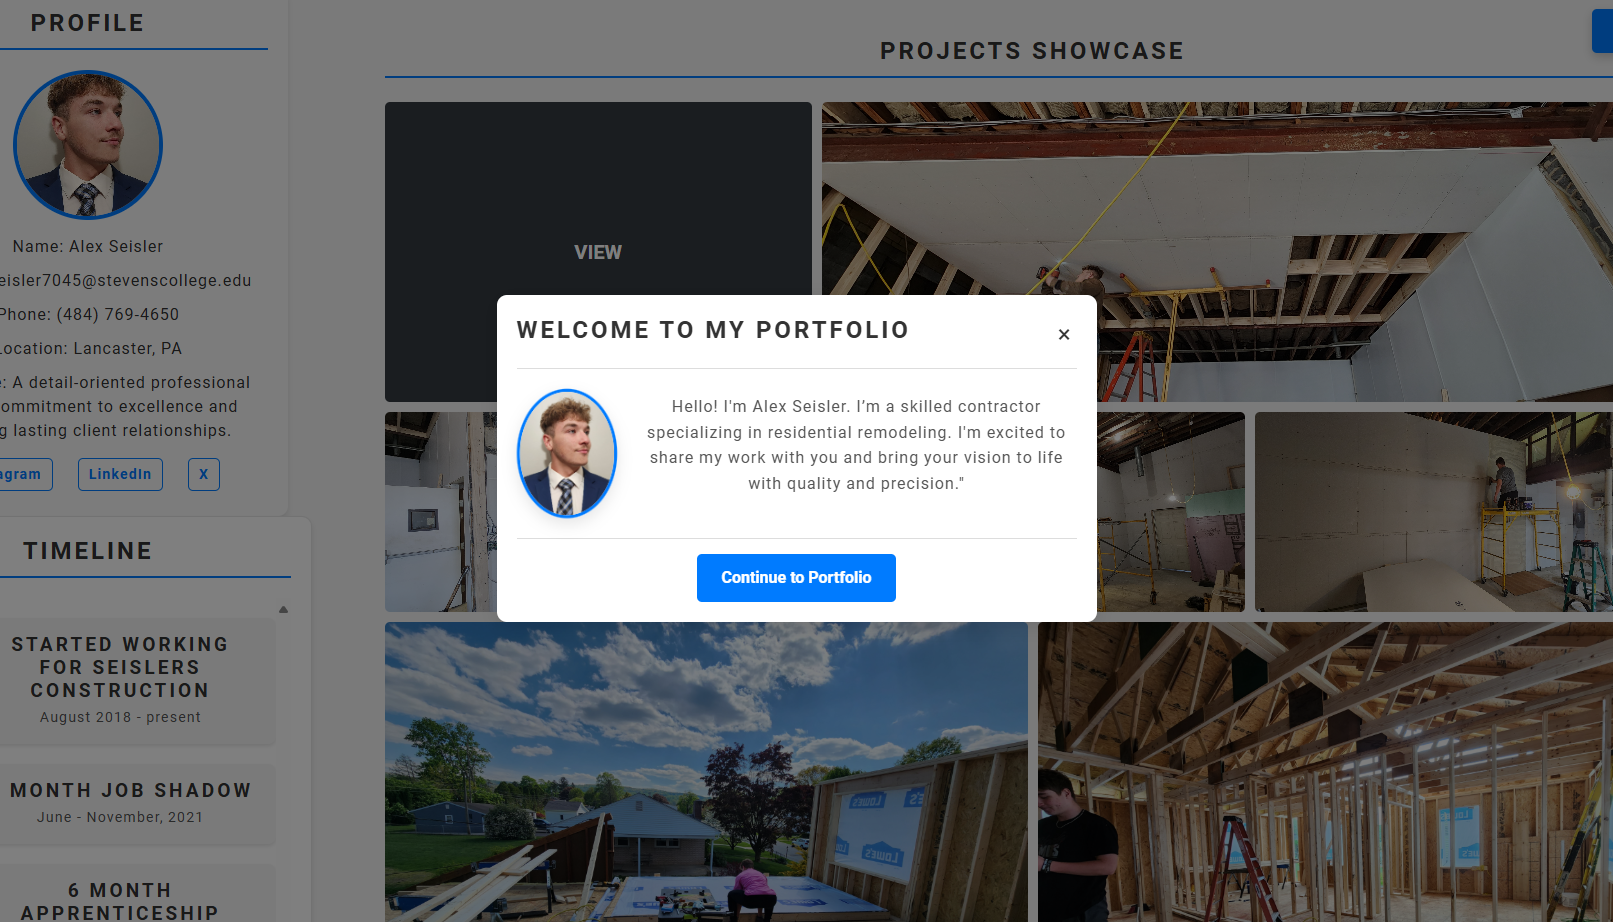 PROFILE
Name: Alex Seisler
eisler7045@stevenscollege.edu
Phone: (484) 769-4650
Location: Lancaster, PA
: A detail-oriented professional
ommitment to excellence and
g lasting client relationships.
agram
LinkedIn
X
TIMELINE
STARTED WORKING
FOR SEISLERS
CONSTRUCTION
August 2018 - present
MONTH JOB SHADOW
June - November, 2021
6 MONTH
APPRENTICESHIP
PROJECTS SHOWCASE
VIEW
WELCOME TO MY PORTFOLIO
×
Hello! I'm Alex Seisler. I’m a skilled contractor
specializing in residential remodeling. I'm excited to
share my work with you and bring your vision to life
with quality and precision."
Continue to Portfolio
LOWE'S
LOWE'S